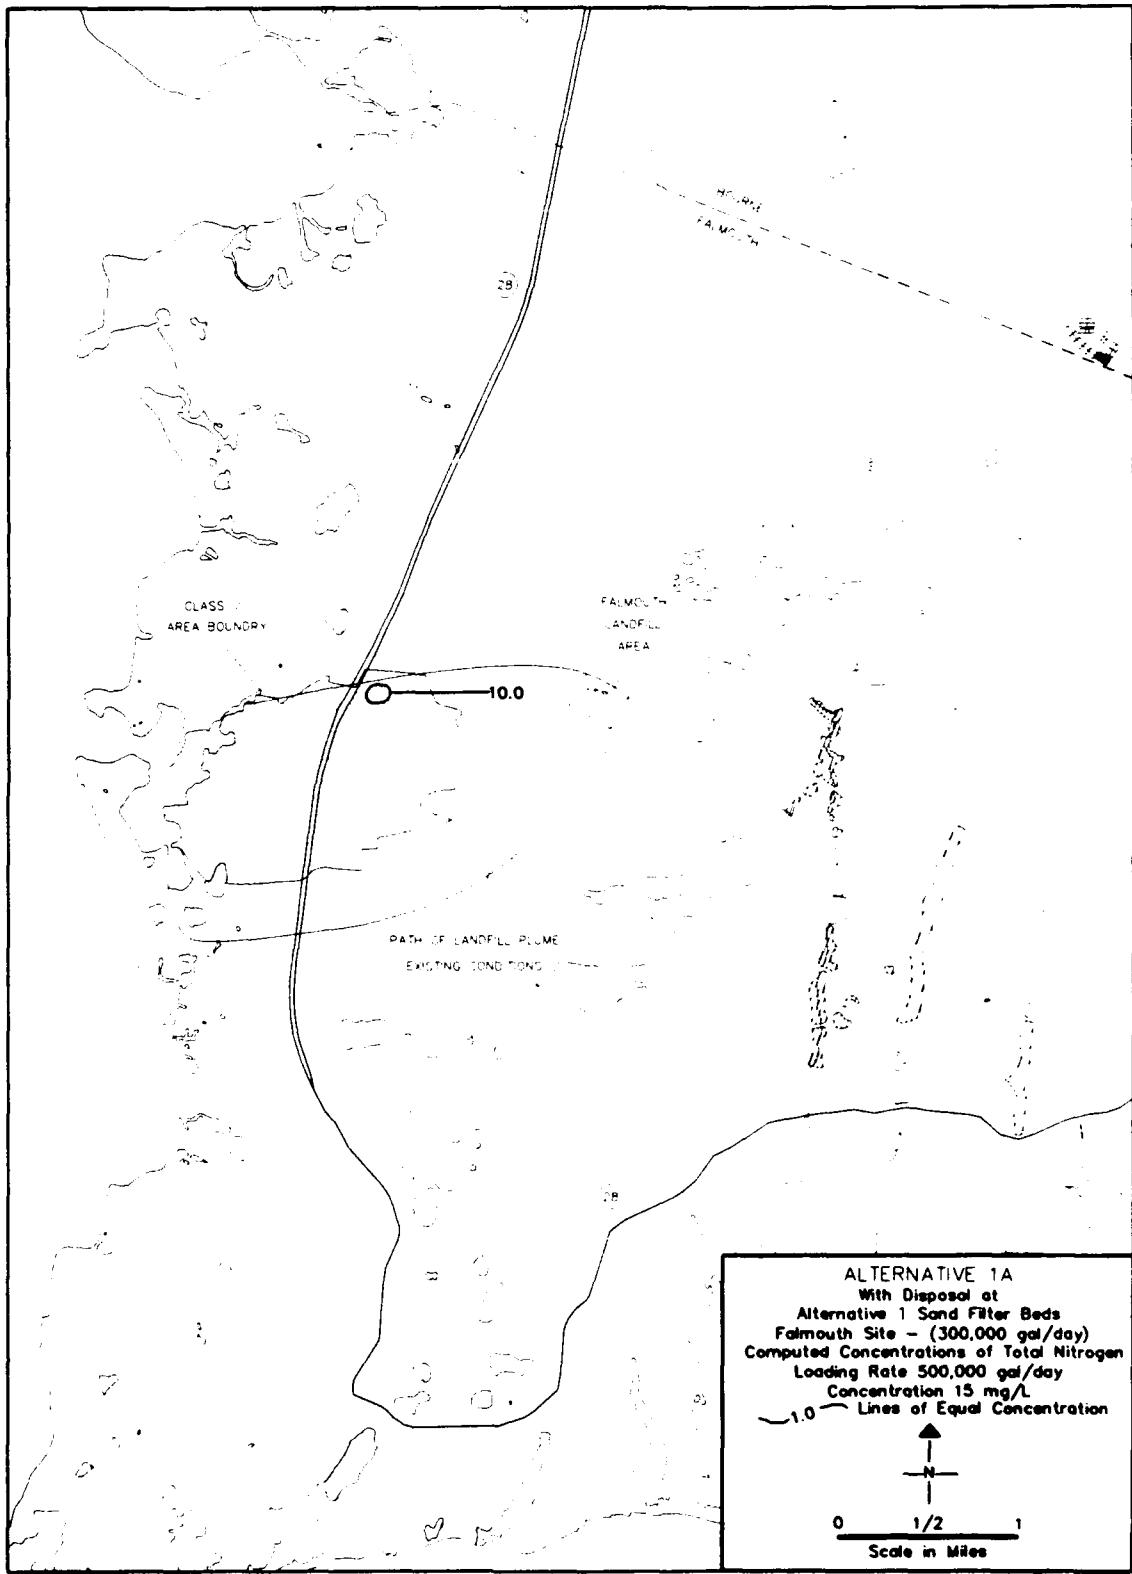 BOURNE
FALMOUTH
28
CLASS
AREA BOUNDRY
FALMOUTH
LANDFILL
AREA
10.0
PATH OF LANDFILL PLUME
EXISTING CONDITIONS
28
ALTERNATIVE 1A
With Disposal at
Alternative 1 Sand Filter Beds
Falmouth Site - (300,000 gal/day)
Computed Concentrations of Total Nitrogen
Loading Rate 500,000 gal/day
Concentration 15 mg/L
1.0 Lines of Equal Concentration
N
0 1/2 1
Scale in Miles